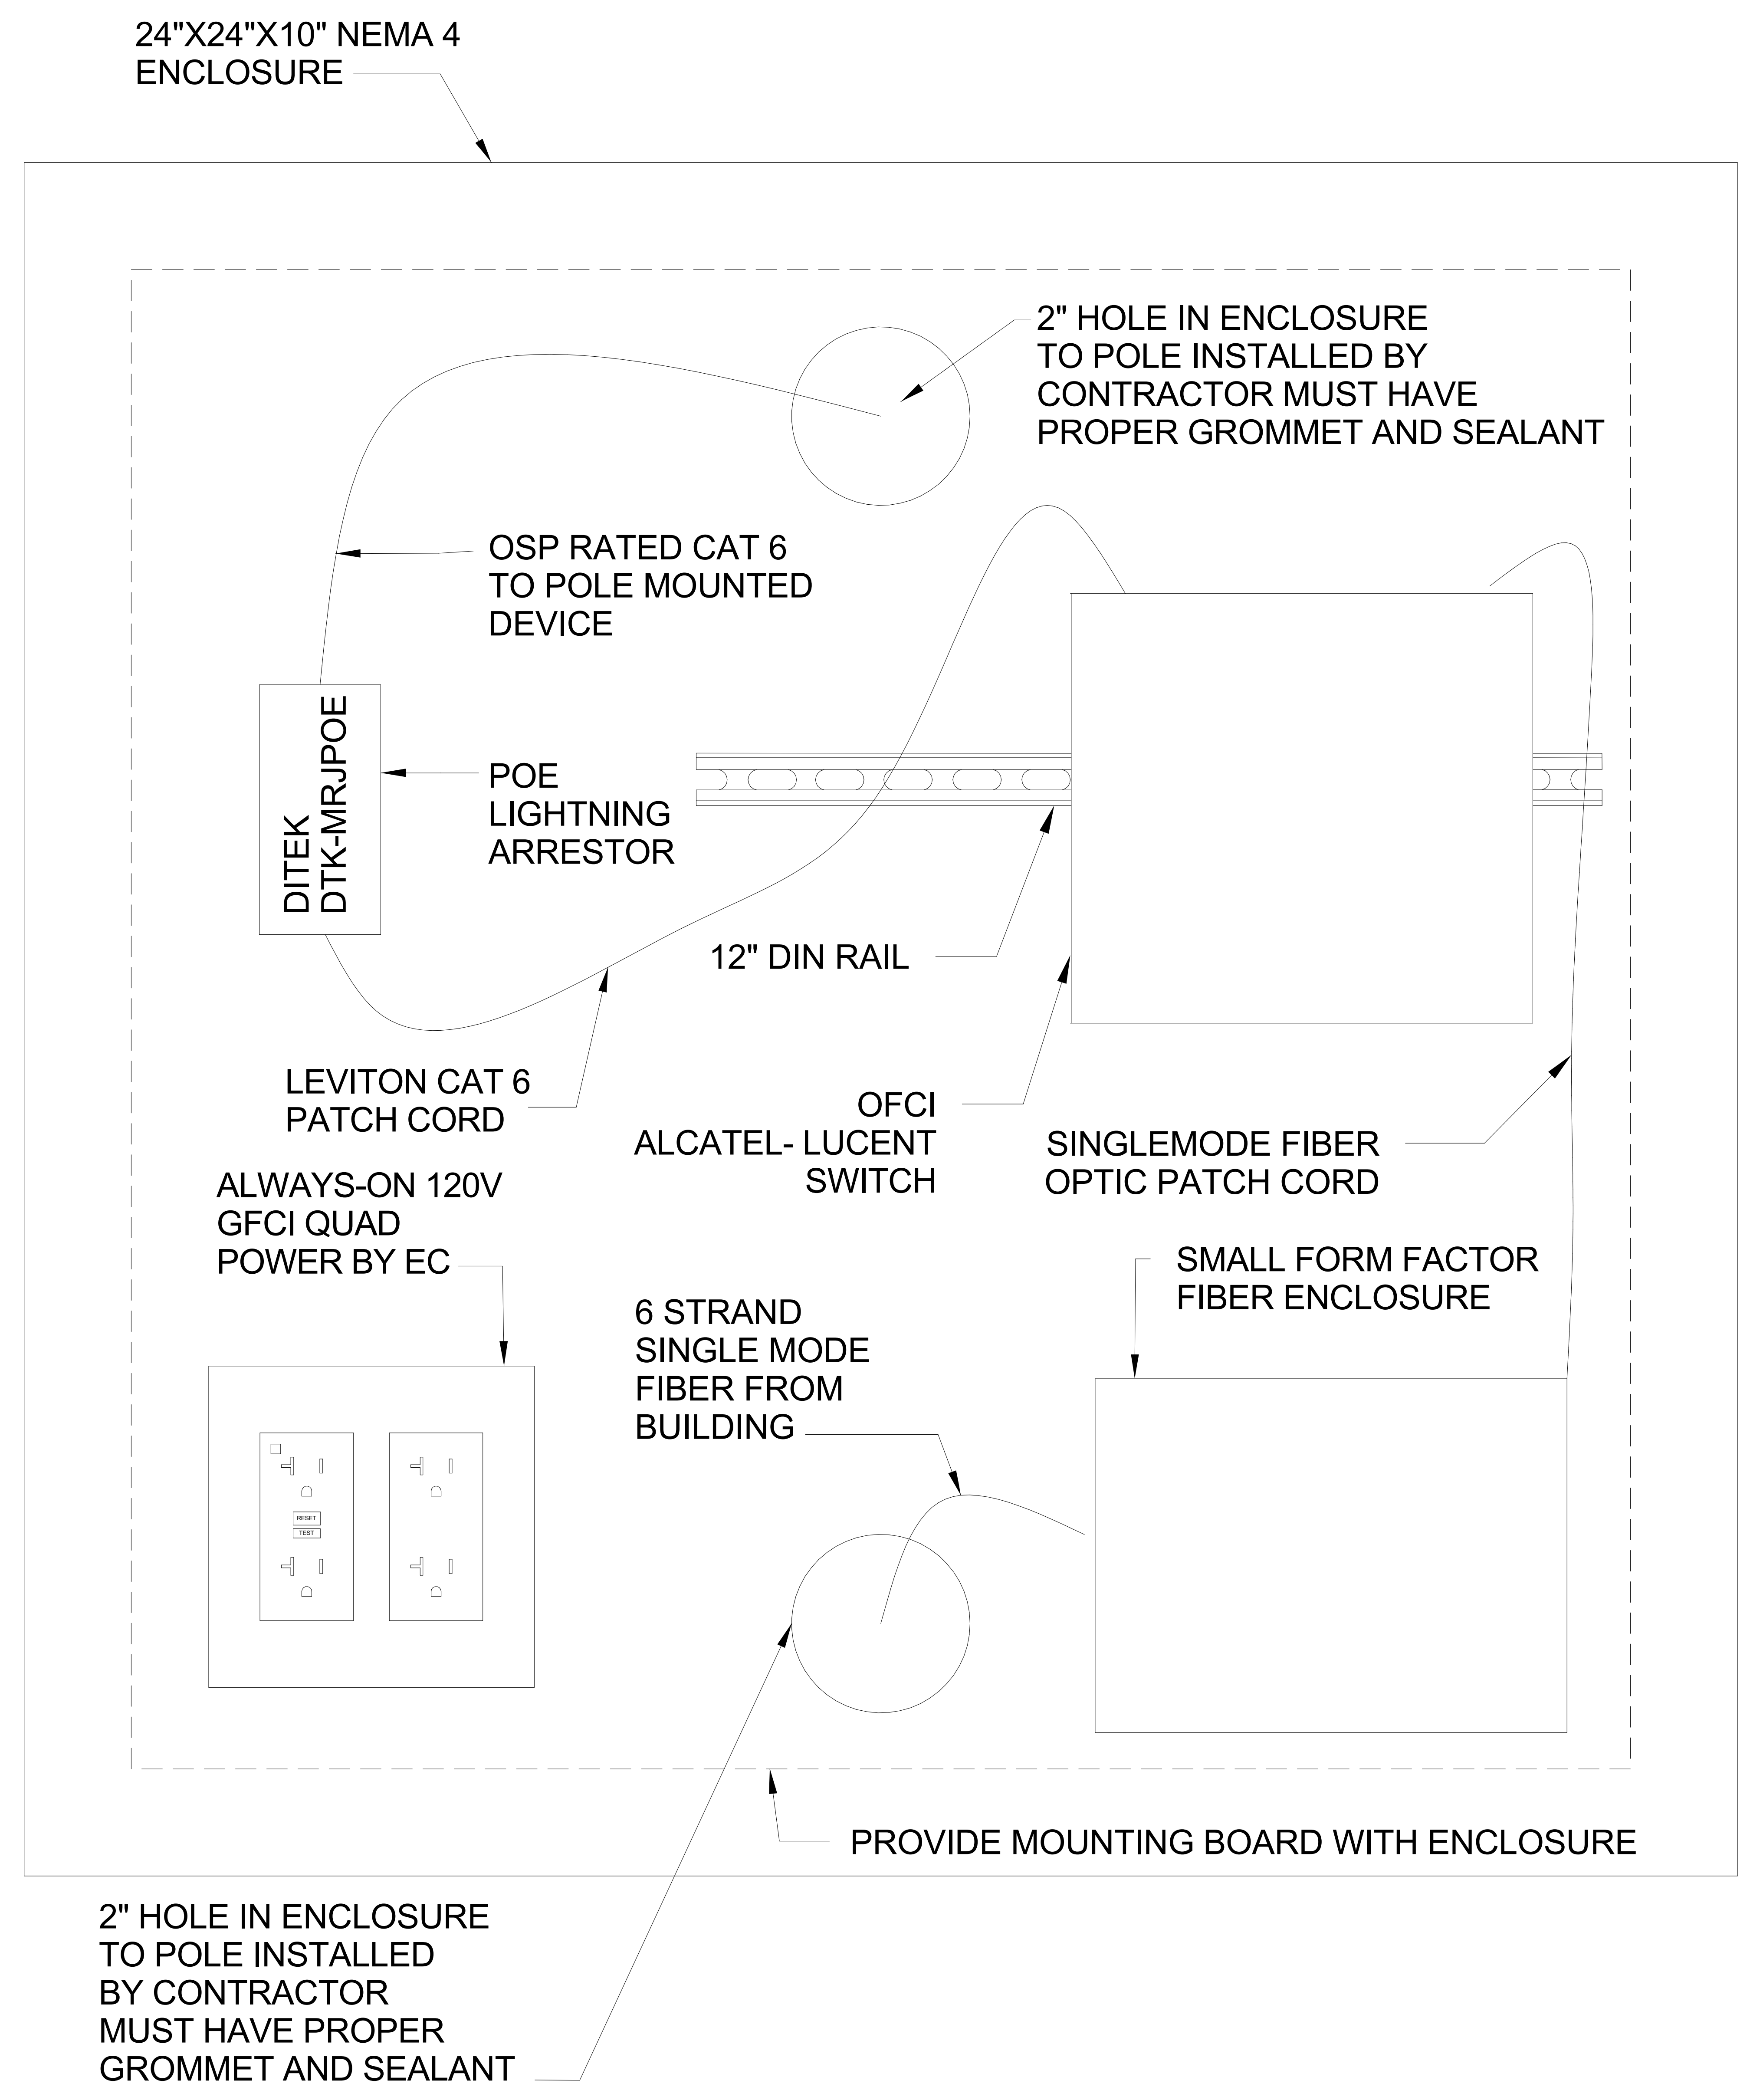 24"X24"X10" NEMA 4
ENCLOSURE
2" HOLE IN ENCLOSURE
TO POLE INSTALLED BY
CONTRACTOR MUST HAVE
PROPER GROMMET AND SEALANT
OSP RATED CAT 6
TO POLE MOUNTED
DEVICE
DITEK
DTK-MRJPOE
POE
LIGHTNING
ARRESTOR
12" DIN RAIL
LEVITON CAT 6
PATCH CORD
OFCI
ALCATEL- LUCENT
SWITCH
SINGLEMODE FIBER
OPTIC PATCH CORD
ALWAYS-ON 120V
GFCI QUAD
POWER BY EC
SMALL FORM FACTOR
FIBER ENCLOSURE
6 STRAND
SINGLE MODE
FIBER FROM
BUILDING
RESET
TEST
PROVIDE MOUNTING BOARD WITH ENCLOSURE
2" HOLE IN ENCLOSURE
TO POLE INSTALLED
BY CONTRACTOR
MUST HAVE PROPER
GROMMET AND SEALANT